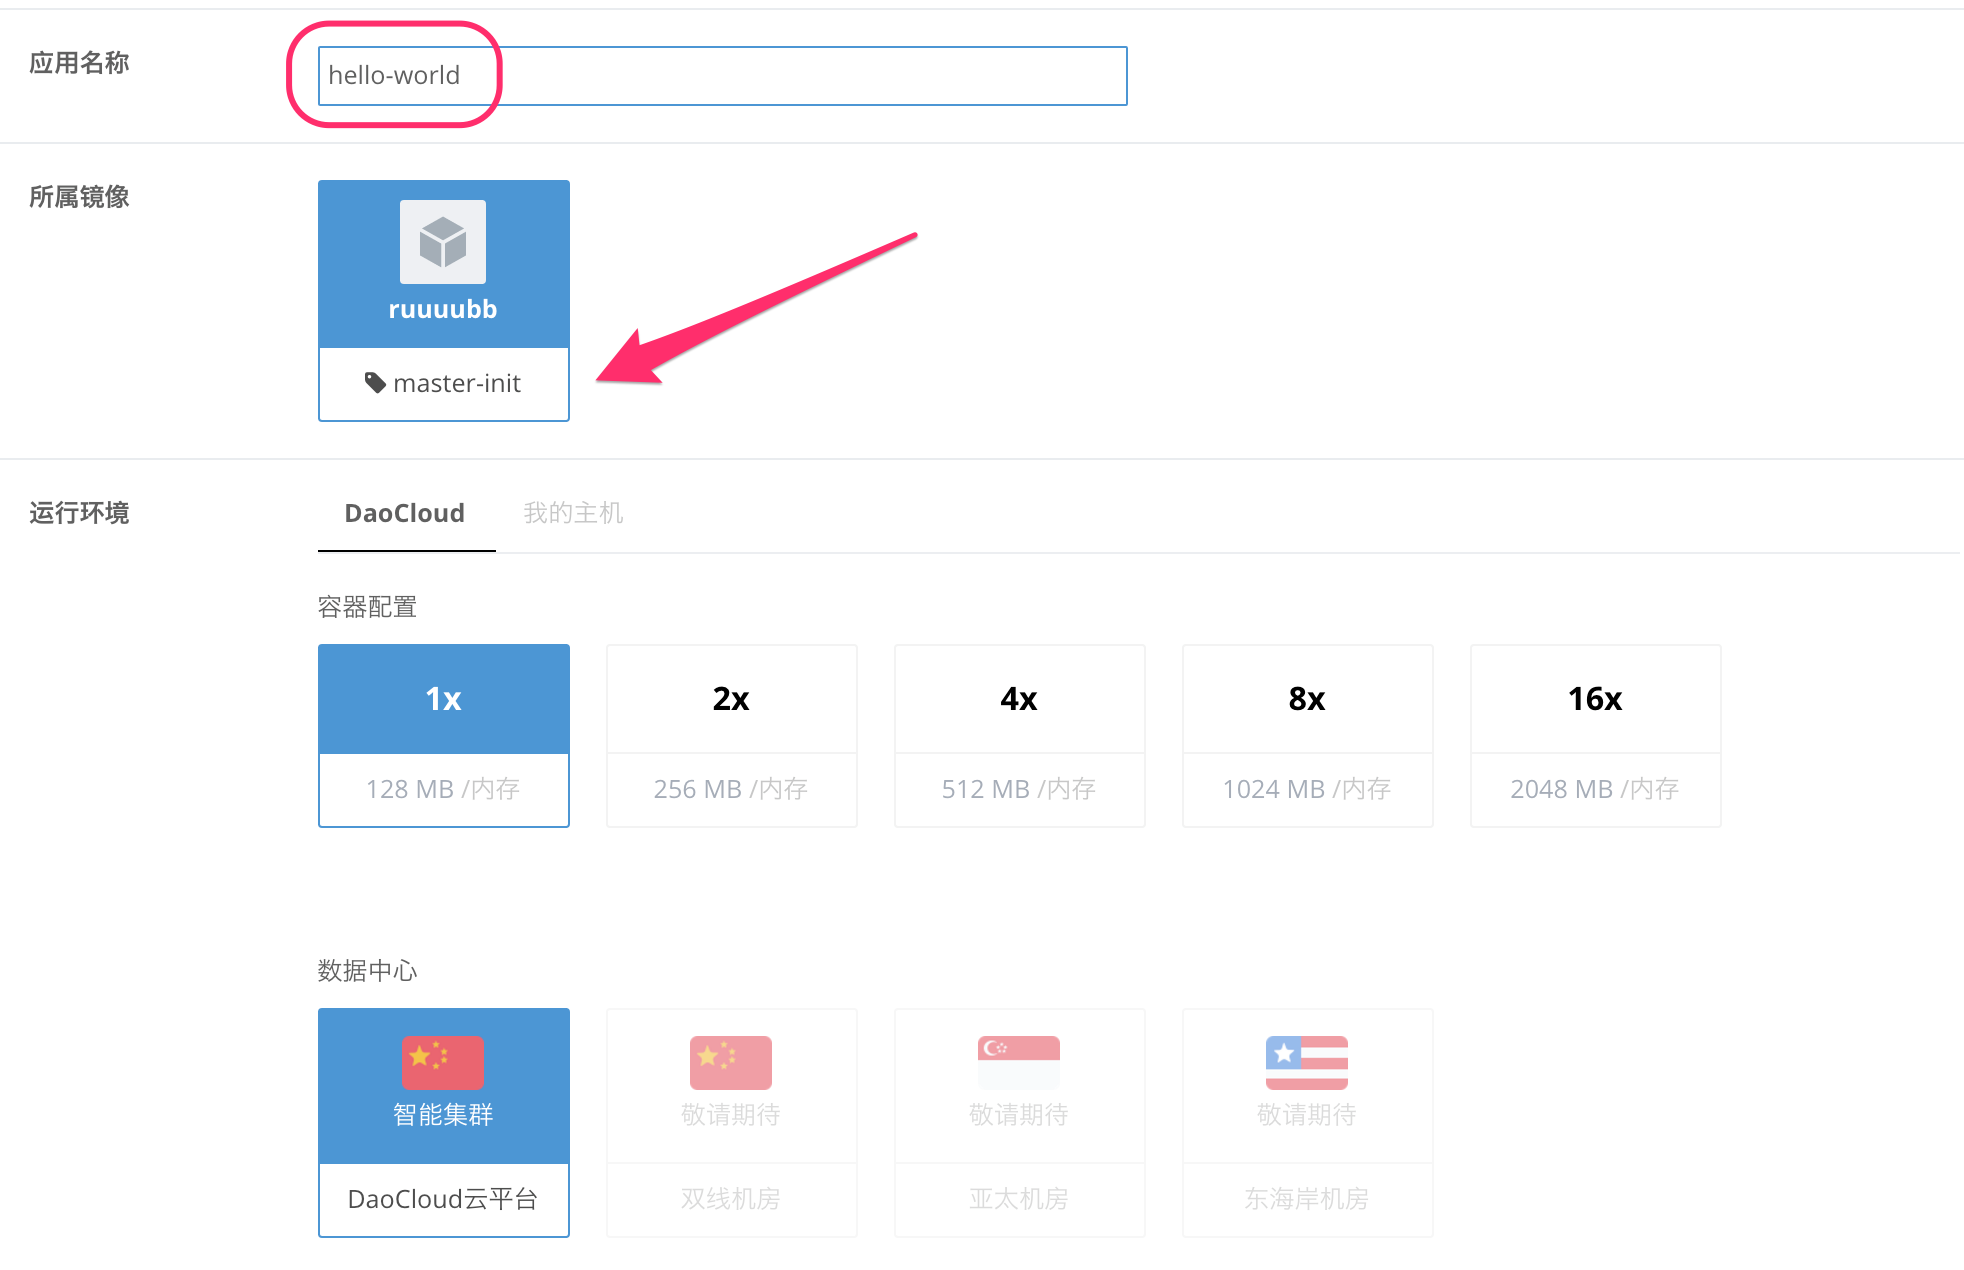 应用名称
hello-world
所属镜像
ruuuubb
master-init
运行环境
DaoCloud 我的主机
容器配置
1x 2x 4x 8x 16x
128 MB /内存 256 MB /内存 512 MB /内存 1024 MB /内存 2048 MB /内存
数据中心
智能集群 敬请期待 敬请期待 敬请期待
DaoCloud云平台 双线机房 亚太机房 东海岸机房